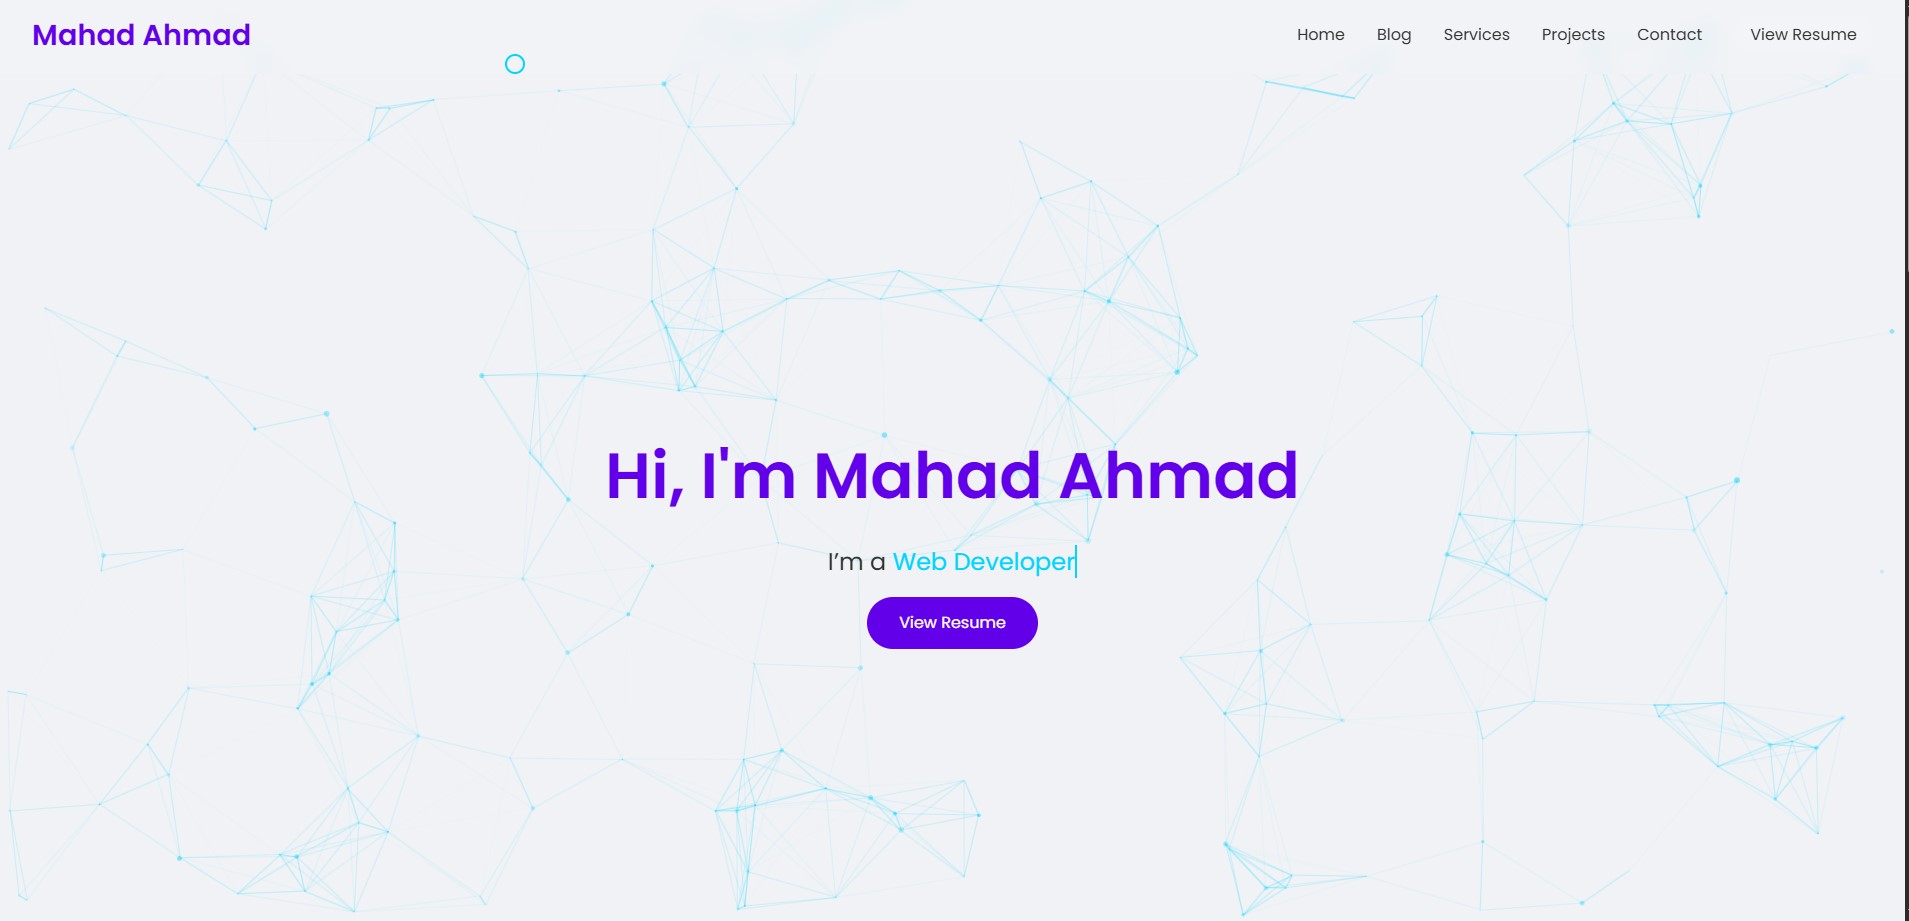 Mahad Ahmad
Home Blog Services Projects Contact View Resume
Hi, I'm Mahad Ahmad
I’m a Web Developer
View Resume